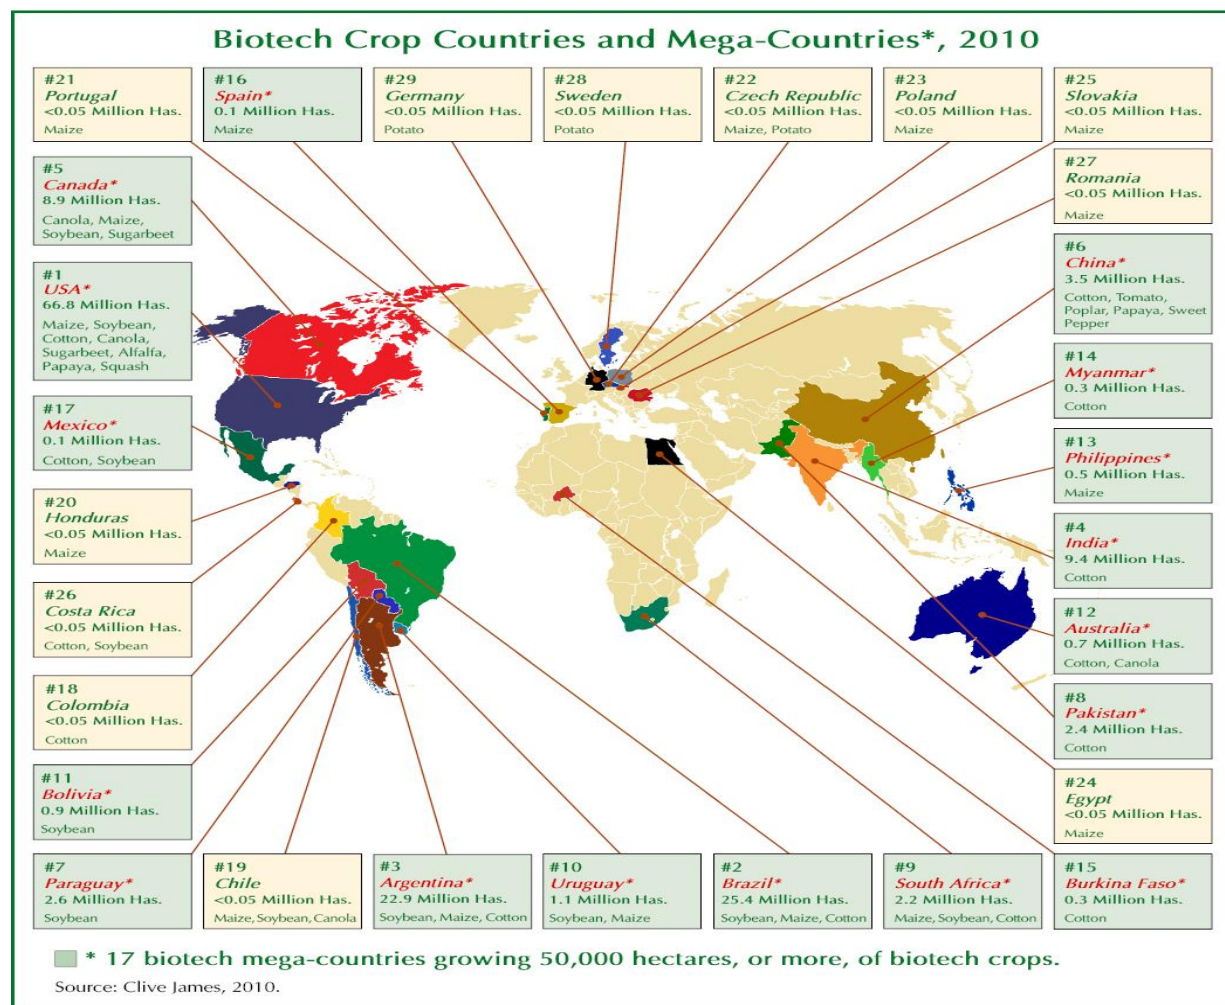 Biotech Crop Countries and Mega-Countries*, 2010
#21
Portugal
<0.05 Million Has.
Maize
#16
Spain*
0.1 Million Has.
Maize
#29
Germany
<0.05 Million Has.
Potato
#28
Sweden
<0.05 Million Has.
Potato
#22
Czech Republic
<0.05 Million Has.
Maize, Potato
#23
Poland
<0.05 Million Has.
Maize
#25
Slovakia
<0.05 Million Has.
Maize
#5
Canada*
8.9 Million Has.
Canola, Maize,
Soybean, Sugarbeet
#27
Romania
<0.05 Million Has.
Maize
#1
USA*
66.8 Million Has.
Maize, Soybean,
Cotton, Canola,
Sugarbeet, Alfalfa,
Papaya, Squash
#6
China*
3.5 Million Has.
Cotton, Tomato,
Poplar, Papaya, Sweet
Pepper
#17
Mexico*
0.1 Million Has.
Cotton, Soybean
#14
Myanmar*
0.3 Million Has.
Cotton
#20
Honduras
<0.05 Million Has.
Maize
#13
Philippines*
0.5 Million Has.
Maize
#26
Costa Rica
<0.05 Million Has.
Cotton, Soybean
#4
India*
9.4 Million Has.
Cotton
#18
Colombia
<0.05 Million Has.
Cotton
#12
Australia*
0.7 Million Has.
Cotton, Canola
#11
Bolivia*
0.9 Million Has.
Soybean
#8
Pakistan*
2.4 Million Has.
Cotton
#24
Egypt
<0.05 Million Has.
Maize
#7
Paraguay*
2.6 Million Has.
Soybean
#19
Chile
<0.05 Million Has.
Maize, Soybean, Canola
#3
Argentina*
22.9 Million Has.
Soybean, Maize, Cotton
#10
Uruguay*
1.1 Million Has.
Soybean, Maize
#2
Brazil*
25.4 Million Has.
Soybean, Maize, Cotton
#9
South Africa*
2.2 Million Has.
Maize, Soybean, Cotton
#15
Burkina Faso*
0.3 Million Has.
Cotton
* 17 biotech mega-countries growing 50,000 hectares, or more, of biotech crops.
Source: Clive James, 2010.